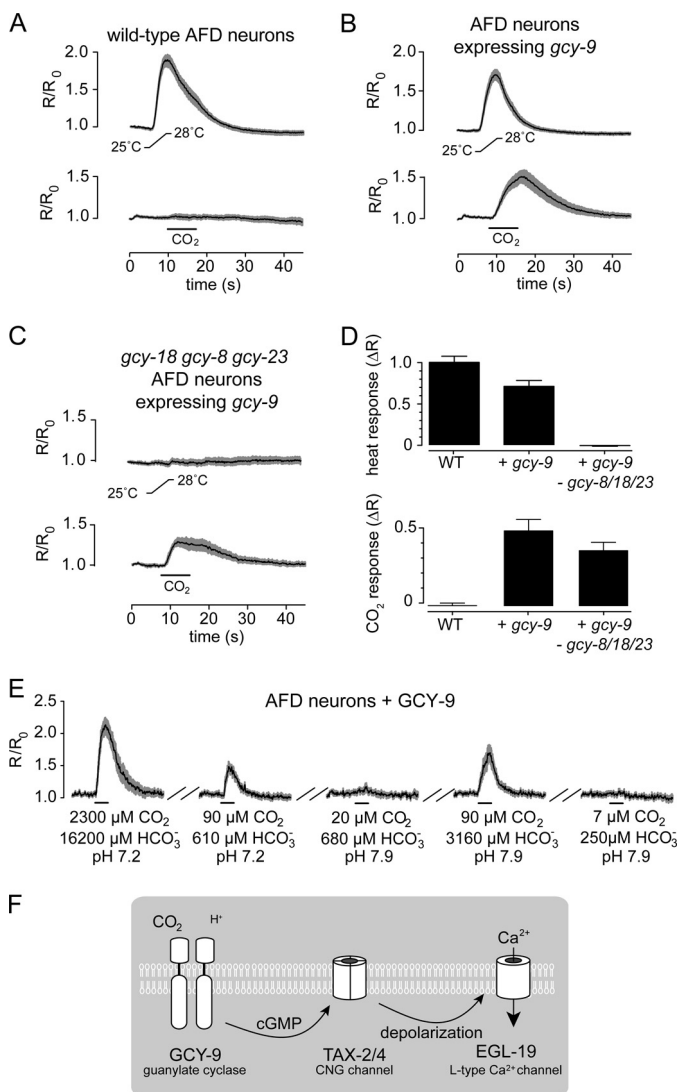 A
wild-type AFD neurons
2.0
1.5
1.0
R/R0
25°C
28°C
1.5
1.0
R/R0
CO2
0 10 20 30 40
time (s)
B
AFD neurons
expressing gcy-9
2.0
1.5
1.0
R/R0
25°C
28°C
1.5
1.0
R/R0
CO2
0 10 20 30 40
time (s)
C
gcy-18 gcy-8 gcy-23
AFD neurons
expressing gcy-9
1.5
1.0
R/R0
25°C
28°C
1.5
1.0
R/R0
CO2
0 10 20 30 40
time (s)
D
heat response (ΔR)
1.0
0.5
0
WT
+ gcy-9
+ gcy-9
- gcy-8/18/23
CO2 response (ΔR)
0.5
0
WT
+ gcy-9
+ gcy-9
- gcy-8/18/23
E
AFD neurons + GCY-9
2.5
2.0
1.5
1.0
R/R0
2300 µM CO2
16200 µM HCO3-
pH 7.2
90 µM CO2
610 µM HCO3-
pH 7.2
20 µM CO2
680 µM HCO3-
pH 7.9
90 µM CO2
3160 µM HCO3-
pH 7.9
7 µM CO2
250µM HCO3-
pH 7.9
F
CO2
H+
Ca2+
cGMP
depolarization
GCY-9
guanylate cyclase
TAX-2/4
CNG channel
EGL-19
L-type Ca2+ channel